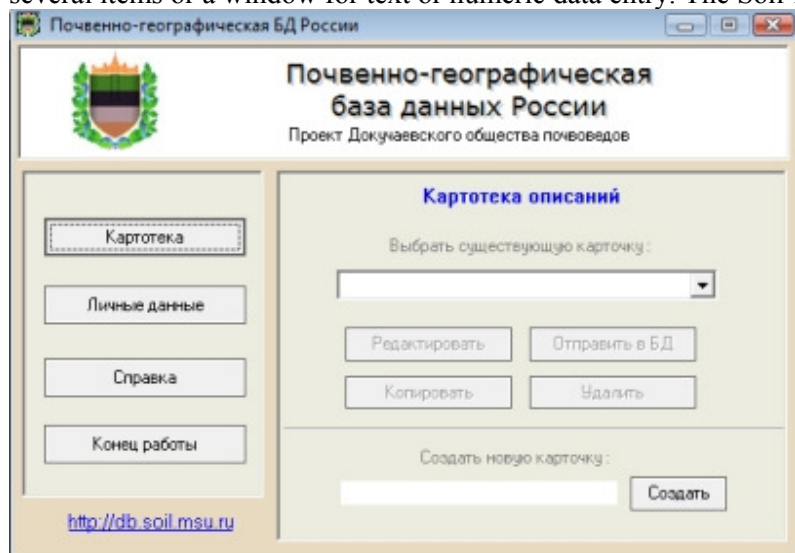 several items or a window for text or numeric data entry. The Soil
Почвенно-географическая БД России
Почвенно-географическая
база данных России
Проект Докучаевского общества почвоведов
Картотека
Личные данные
Справка
Конец работы
http://db.soil.msu.ru
Картотека описаний
Выбрать существующую карточку :
Редактировать
Отправить в БД
Копировать
Удалить
Создать новую карточку :
Создать